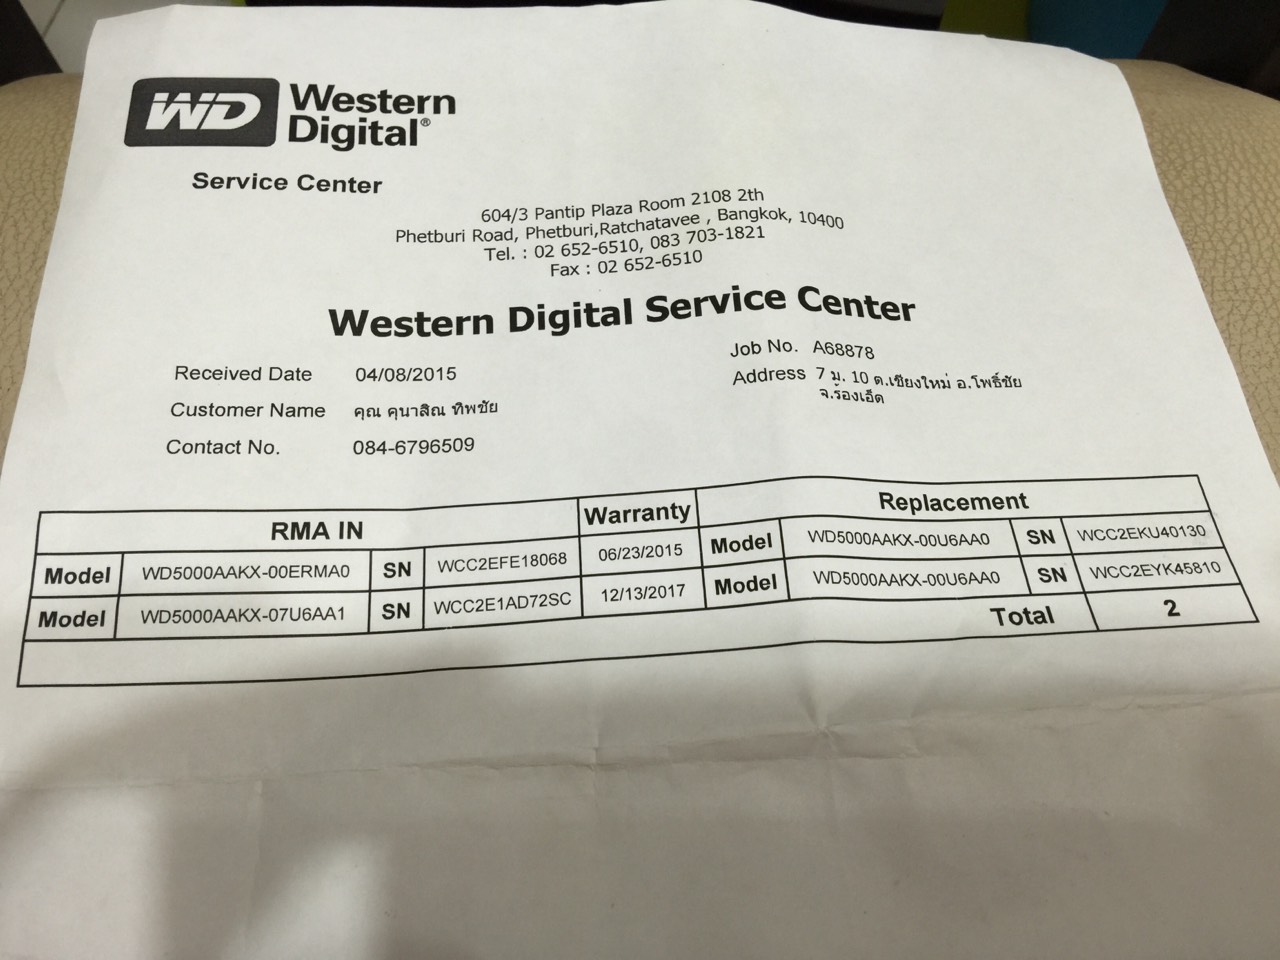 WD Western Digital®
Service Center
604/3 Pantip Plaza Room 2108 2th
Phetburi Road, Phetburi,Ratchatavee , Bangkok, 10400
Tel. : 02 652-6510, 083 703-1821
Fax : 02 652-6510
Western Digital Service Center
Job No. A68878
Received Date 04/08/2015
Address 7 ม. 10 ต.เชียงใหม่ อ.โพธิ์ชัย
จ.ร้องเอ็ด
Customer Name คุณ คุนาสิณ ทิพชัย
Contact No. 084-6796509
RMA IN Warranty Replacement
Model WD5000AAKX-00ERMA0 SN WCC2EFE18068 06/23/2015 Model WD5000AAKX-00U6AA0 SN WCC2EKU40130
Model WD5000AAKX-07U6AA1 SN WCC2E1AD72SC 12/13/2017 Model WD5000AAKX-00U6AA0 SN WCC2EYK45810
Total 2